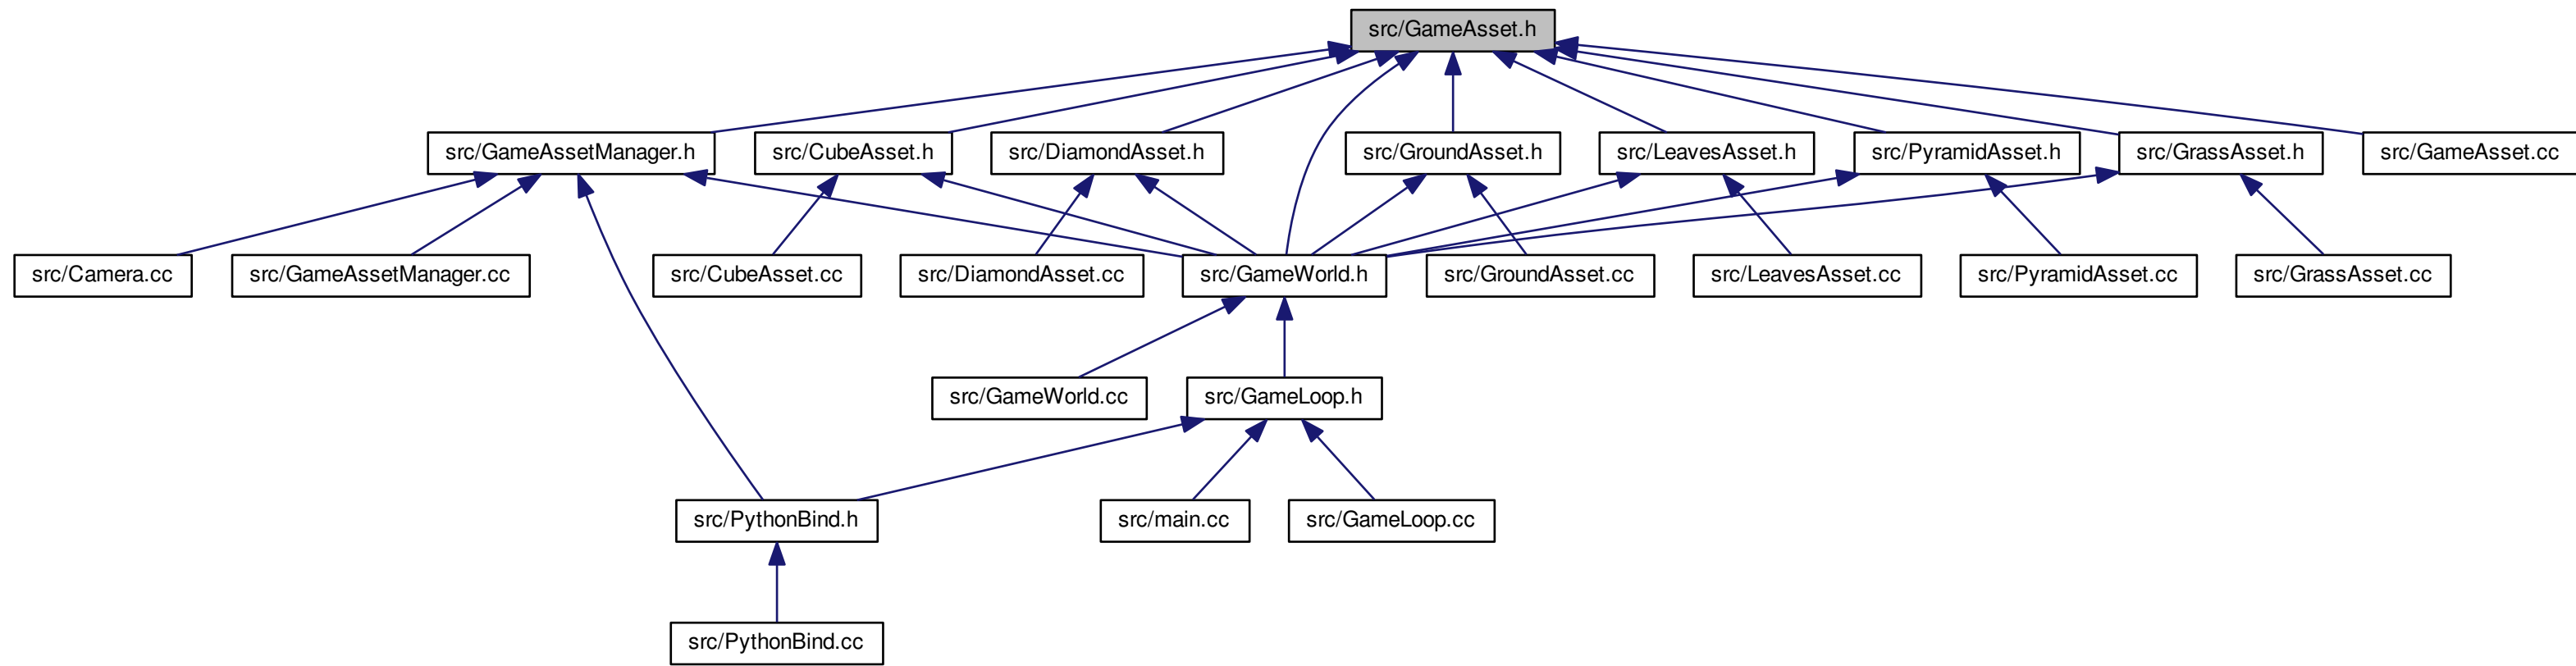 src/GameAsset.h
src/GameAssetManager.h
src/CubeAsset.h
src/DiamondAsset.h
src/GroundAsset.h
src/LeavesAsset.h
src/PyramidAsset.h
src/GrassAsset.h
src/GameAsset.cc
src/Camera.cc
src/GameAssetManager.cc
src/CubeAsset.cc
src/DiamondAsset.cc
src/GameWorld.h
src/GroundAsset.cc
src/LeavesAsset.cc
src/PyramidAsset.cc
src/GrassAsset.cc
src/GameWorld.cc
src/GameLoop.h
src/PythonBind.h
src/main.cc
src/GameLoop.cc
src/PythonBind.cc